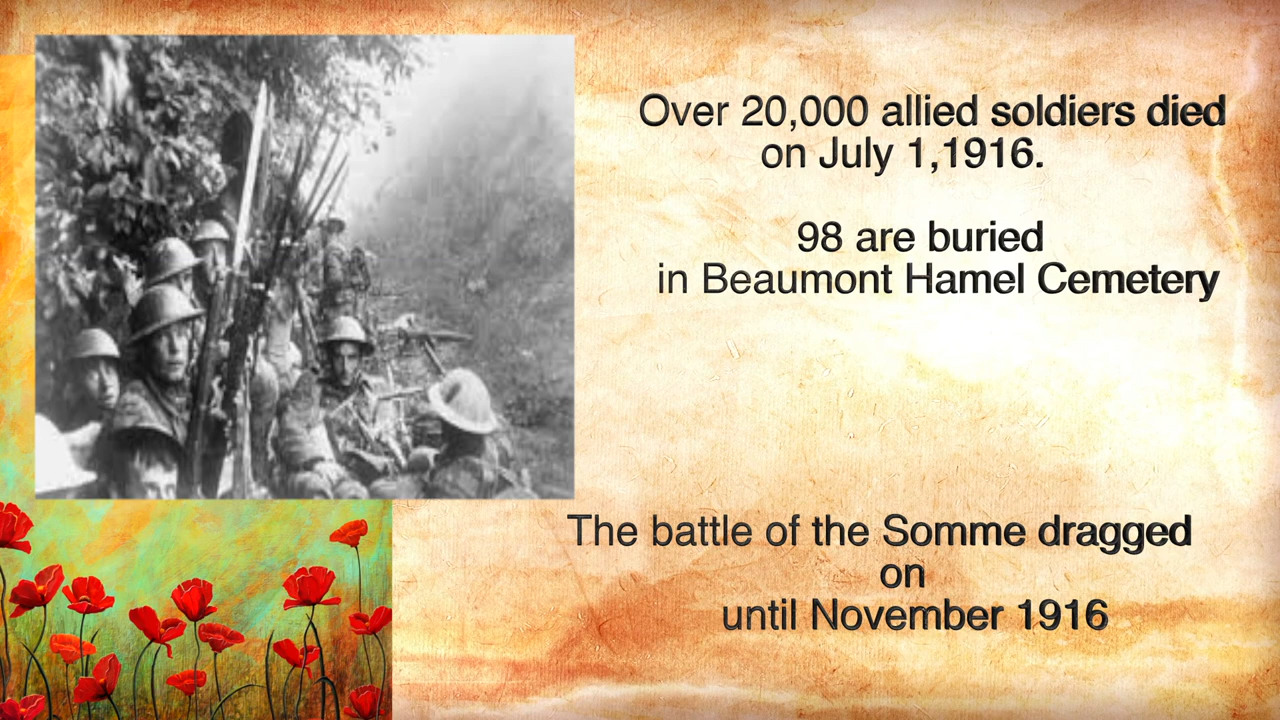 Over 20,000 allied soldiers died
on July 1,1916.
98 are buried
in Beaumont Hamel Cemetery
The battle of the Somme dragged
on
until November 1916